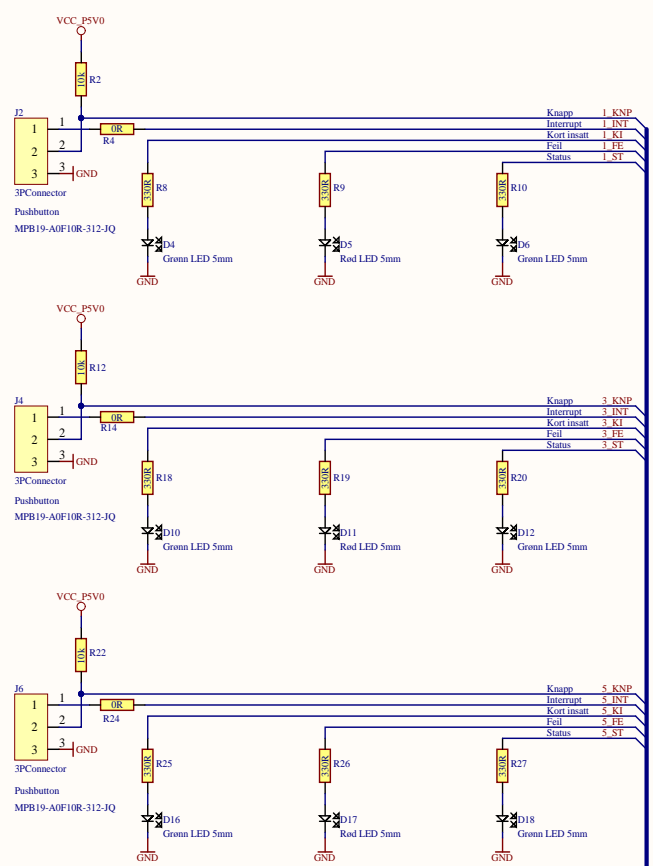 VCC_P5V0
10k
R2
J2
1
2
3
1
2
3
0R
R4
GND
3PConnector
Pushbutton
MPB19-A0F10R-312-JQ
Knapp 1_KNP
Interrupt 1_INT
Kort insatt 1_KI
Feil 1_FE
Status 1_ST
330R
R8
330R
R9
330R
R10
D4
Grønn LED 5mm
GND
D5
Rød LED 5mm
GND
D6
Grønn LED 5mm
GND
VCC_P5V0
10k
R12
J4
1
2
3
1
2
3
0R
R14
GND
3PConnector
Pushbutton
MPB19-A0F10R-312-JQ
Knapp 3_KNP
Interrupt 3_INT
Kort insatt 3_KI
Feil 3_FE
Status 3_ST
330R
R18
330R
R19
330R
R20
D10
Grønn LED 5mm
GND
D11
Rød LED 5mm
GND
D12
Grønn LED 5mm
GND
VCC_P5V0
10k
R22
J6
1
2
3
1
2
3
0R
R24
GND
3PConnector
Pushbutton
MPB19-A0F10R-312-JQ
Knapp 5_KNP
Interrupt 5_INT
Kort insatt 5_KI
Feil 5_FE
Status 5_ST
330R
R25
330R
R26
330R
R27
D16
Grønn LED 5mm
GND
D17
Rød LED 5mm
GND
D18
Grønn LED 5mm
GND